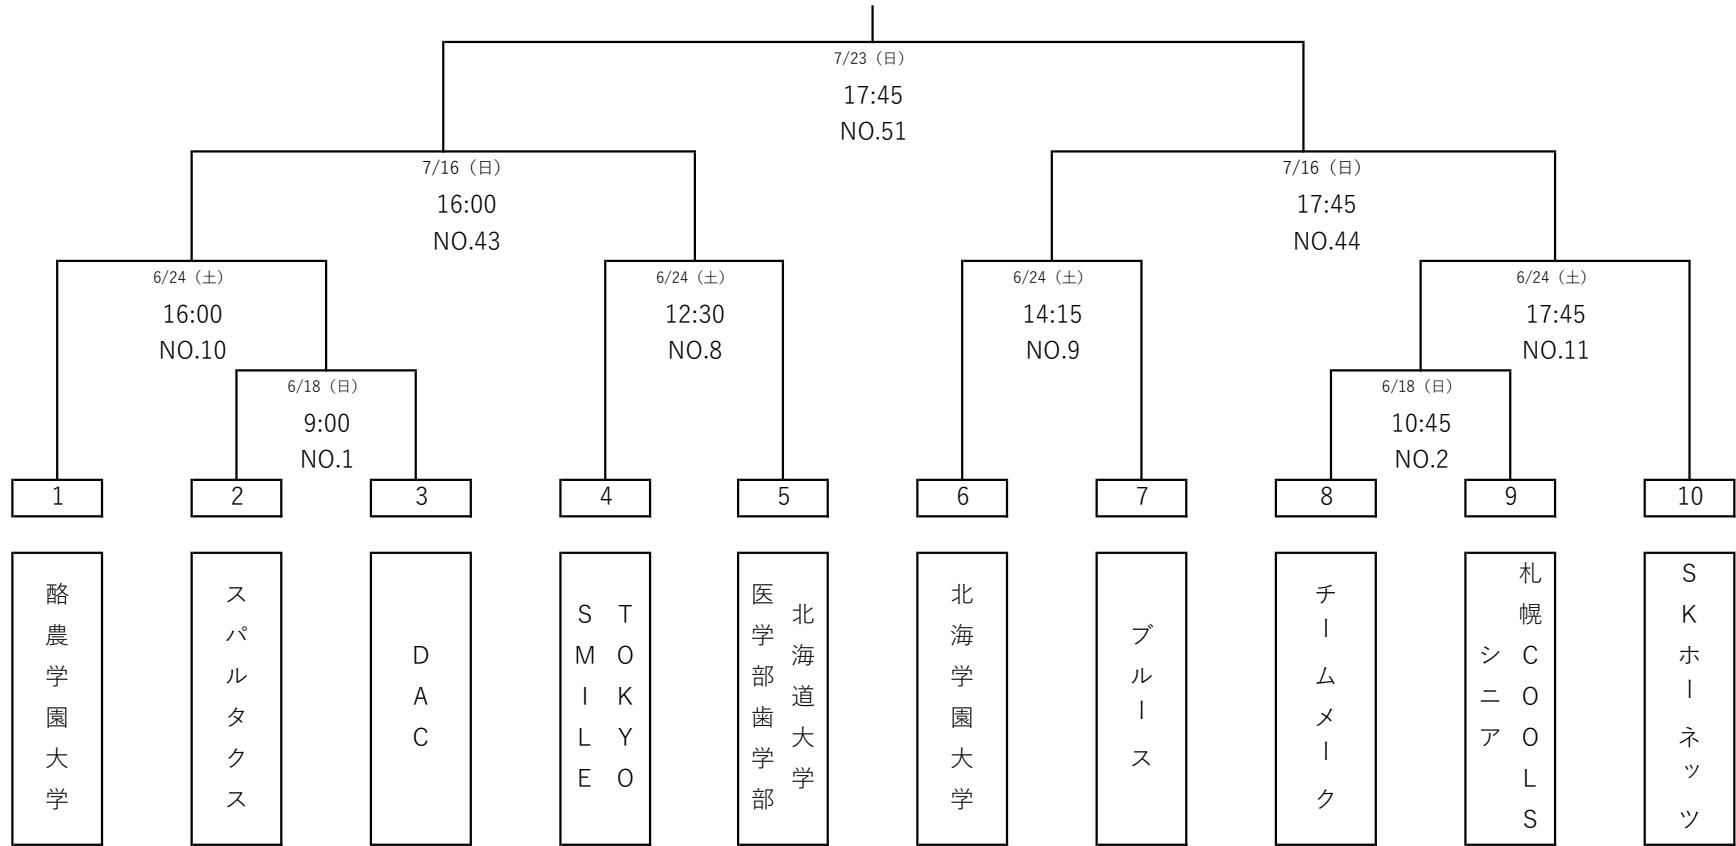 7/23（日）
17:45
NO.51
7/16（日）
16:00
NO.43
7/16（日）
17:45
NO.44
6/24（土）
16:00
NO.10
6/24（土）
12:30
NO.8
6/24（土）
14:15
NO.9
6/24（土）
17:45
NO.11
6/18（日）
9:00
NO.1
6/18（日）
10:45
NO.2
1
2
3
4
5
6
7
8
9
10
酪農学園大学
スパルタクス
DAC
TOKYO
SMILE
北海道大学
医学部歯学部
北海学園大学
ブルース
チームメーク
札幌COOLS
シニア
SKホーネッツ